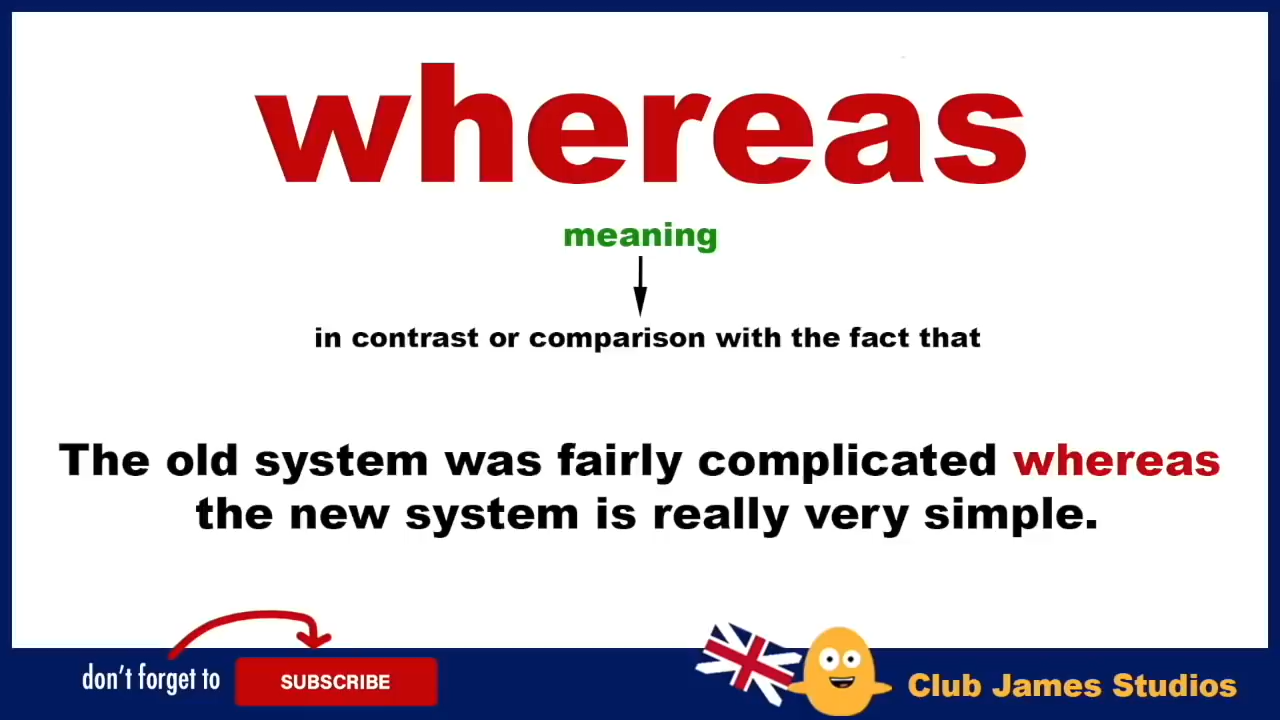 whereas
meaning
in contrast or comparison with the fact that
The old system was fairly complicated whereas
the new system is really very simple.
don't forget to SUBSCRIBE
Club James Studios